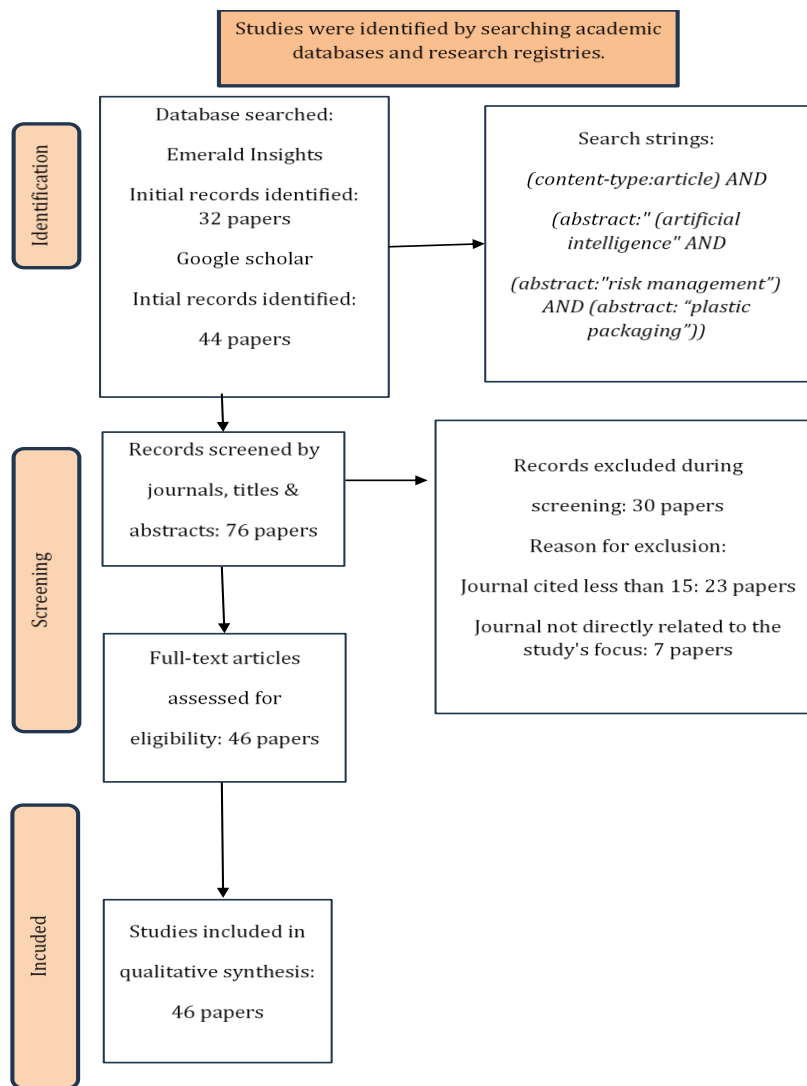 Studies were identified by searching academic
databases and research registries.
Identification
Database searched:
Emerald Insights
Initial records identified:
32 papers
Google scholar
Intial records identified:
44 papers
Search strings:
(content-type:article) AND
(abstract:" (artificial
intelligence" AND
(abstract:"risk management”)
AND (abstract: “plastic
packaging”))
Screening
Records screened by
journals, titles &
abstracts: 76 papers
Records excluded during
screening: 30 papers
Reason for exclusion:
Journal cited less than 15: 23 papers
Journal not directly related to the
study's focus: 7 papers
Full-text articles
assessed for
eligibility: 46 papers
Incuded
Studies included in
qualitative synthesis:
46 papers